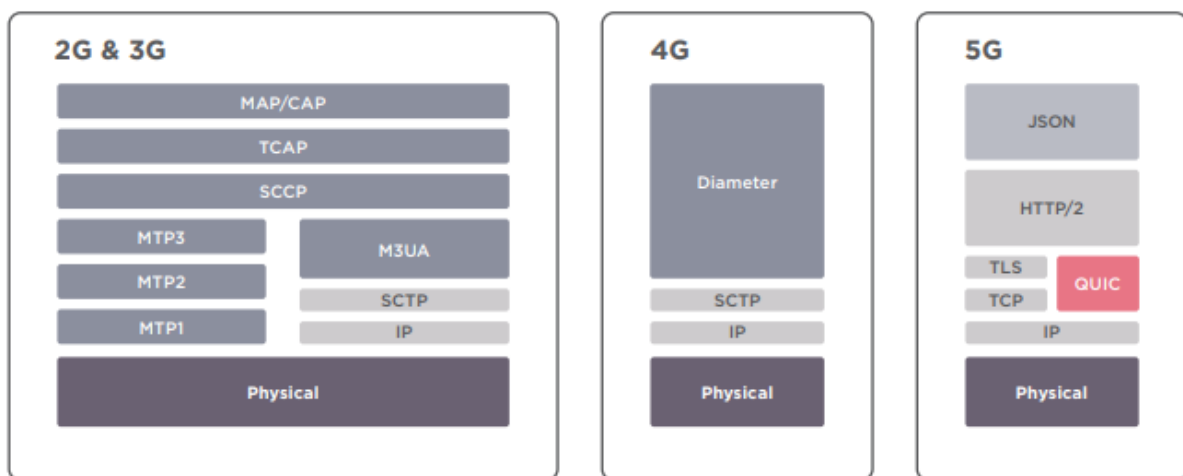 2G & 3G
MAP/CAP
TCAP
SCCP
MTP3
MTP2
MTP1
M3UA
SCTP
IP
Physical
4G
Diameter
SCTP
IP
Physical
5G
JSON
HTTP/2
TLS
TCP
QUIC
IP
Physical